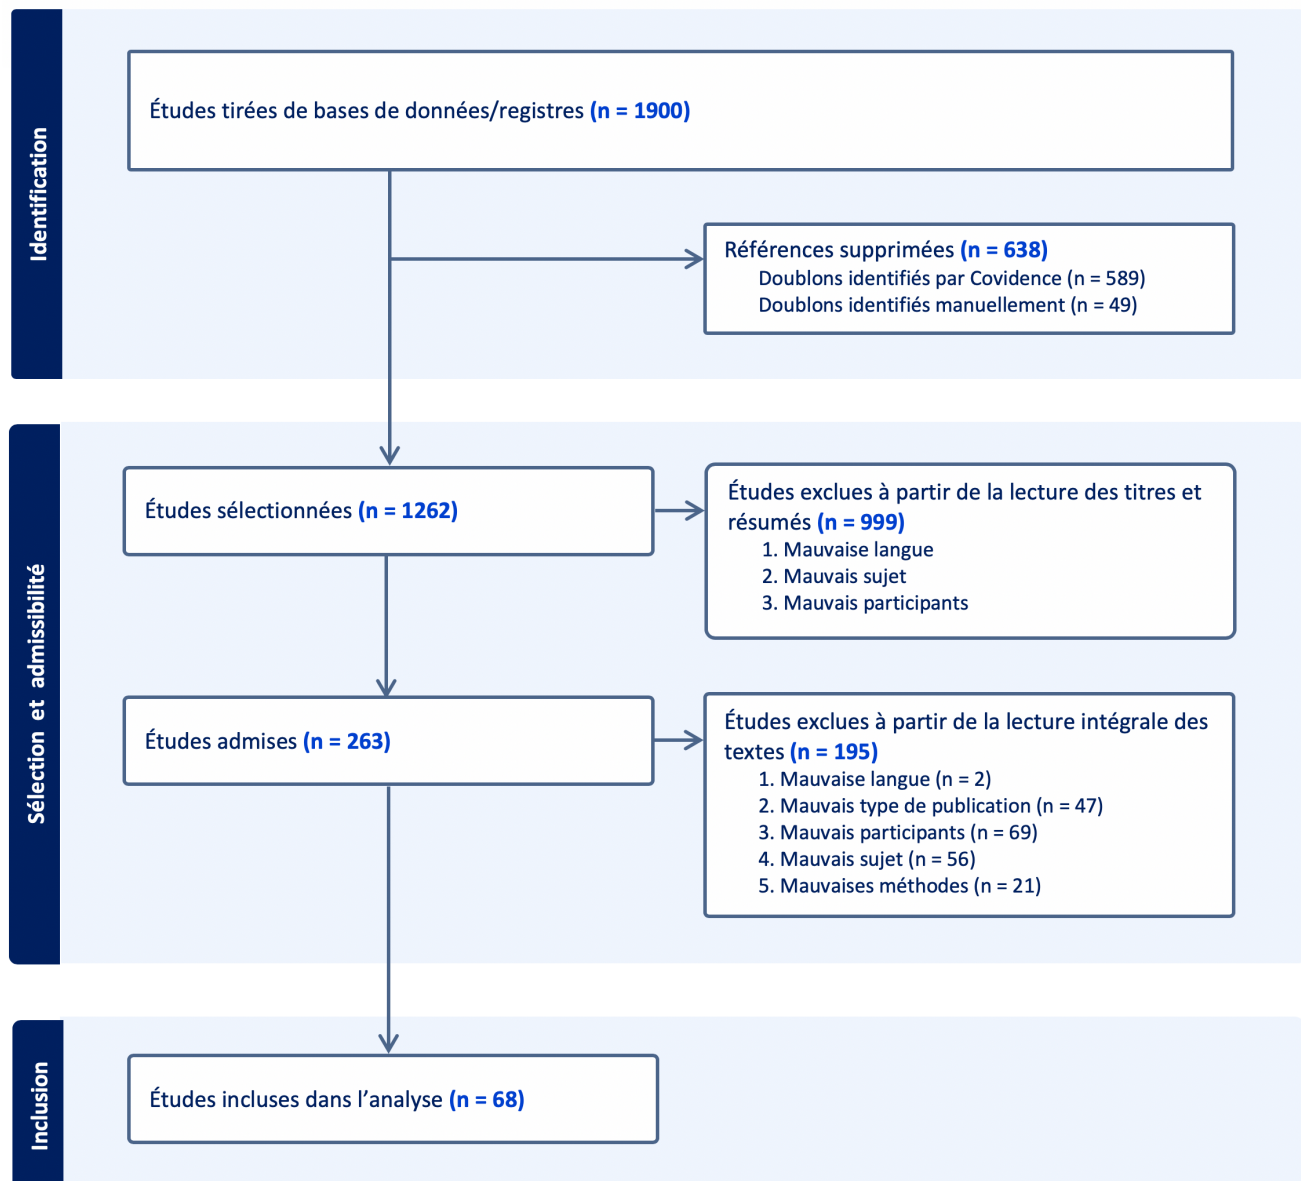 Identification
Études tirées de bases de données/registres (n = 1900)
Références supprimées (n = 638)
Doublons identifiés par Covidence (n = 589)
Doublons identifiés manuellement (n = 49)
Sélection et admissibilité
Études sélectionnées (n = 1262)
Études exclues à partir de la lecture des titres et
résumés (n = 999)
1. Mauvaise langue
2. Mauvais sujet
3. Mauvais participants
Études admises (n = 263)
Études exclues à partir de la lecture intégrale des
textes (n = 195)
1. Mauvaise langue (n = 2)
2. Mauvais type de publication (n = 47)
3. Mauvais participants (n = 69)
4. Mauvais sujet (n = 56)
5. Mauvaises méthodes (n = 21)
Inclusion
Études incluses dans l’analyse (n = 68)